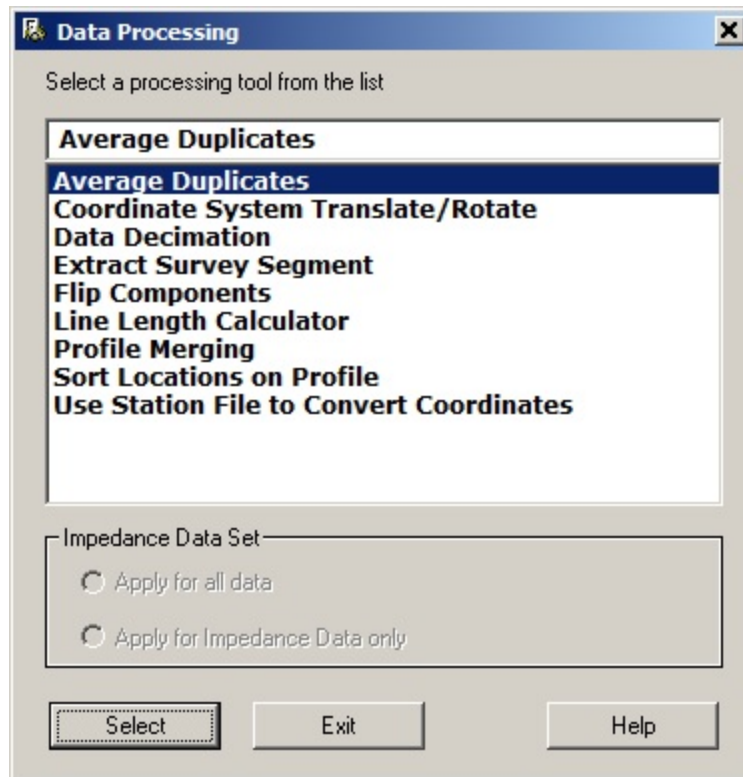 Data Processing
Select a processing tool from the list
Average Duplicates
Average Duplicates
Coordinate System Translate/Rotate
Data Decimation
Extract Survey Segment
Flip Components
Line Length Calculator
Profile Merging
Sort Locations on Profile
Use Station File to Convert Coordinates
Impedance Data Set
Apply for all data
Apply for Impedance Data only
Select Exit Help